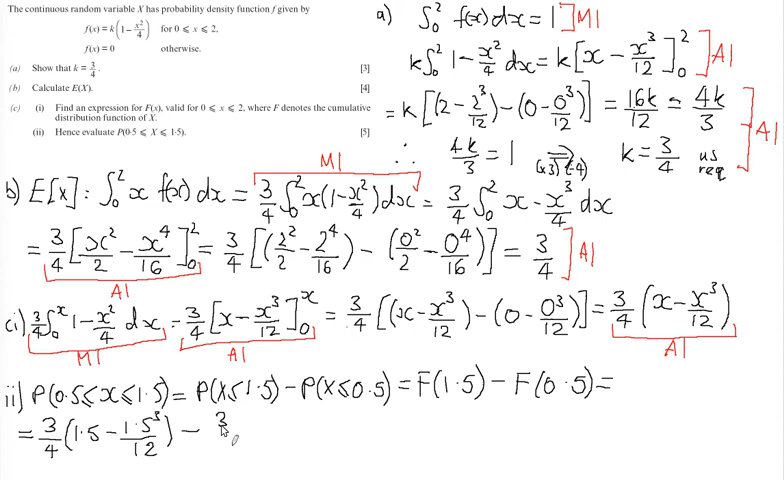 The continuous random variable X has probability density function f given by
f(x) = k(1 − x²/4) for 0 ⩽ x ⩽ 2,
f(x) = 0 otherwise.
(a) Show that k = 3/4 . [3]
(b) Calculate E(X). [4]
(c) (i) Find an expression for F(x), valid for 0 ⩽ x ⩽ 2, where F denotes the cumulative
distribution function of X.
(ii) Hence evaluate P(0·5 ⩽ X ⩽ 1·5). [5]
a) ∫₀² f(x) dx = 1 ] M1
k∫₀² 1 − x²/4 dx = k[x − x³/12]₀² ] A1
= k[(2 − 2³/12) − (0 − 0³/12)] = 16k/12 = 4k/3
∴ 4k/3 = 1 ⇒ (x3) (÷4) k = 3/4 as req ] A1
M1
b) E[x] : ∫₀² x f(x) dx = 3/4 ∫₀² x(1 − x²/4) dx = 3/4 ∫₀² x − x³/4 dx
= 3/4 [x²/2 − x⁴/16]₀² = 3/4 [(2²/2 − 2⁴/16) − (0²/2 − 0⁴/16)] = 3/4 ] A1
A1
ci) 3/4 ∫₀ˣ 1 − x²/4 dx = 3/4 [x − x³/12]₀ˣ = 3/4 [(x − x³/12) − (0 − 0³/12)] = 3/4 (x − x³/12)
M1 A1 A1
ii) P(0.5 ≤ x ≤ 1.5) = P(X ≤ 1.5) − P(X ≤ 0.5) = F(1.5) − F(0.5) =
= 3/4 (1.5 − 1.5³/12) − 3